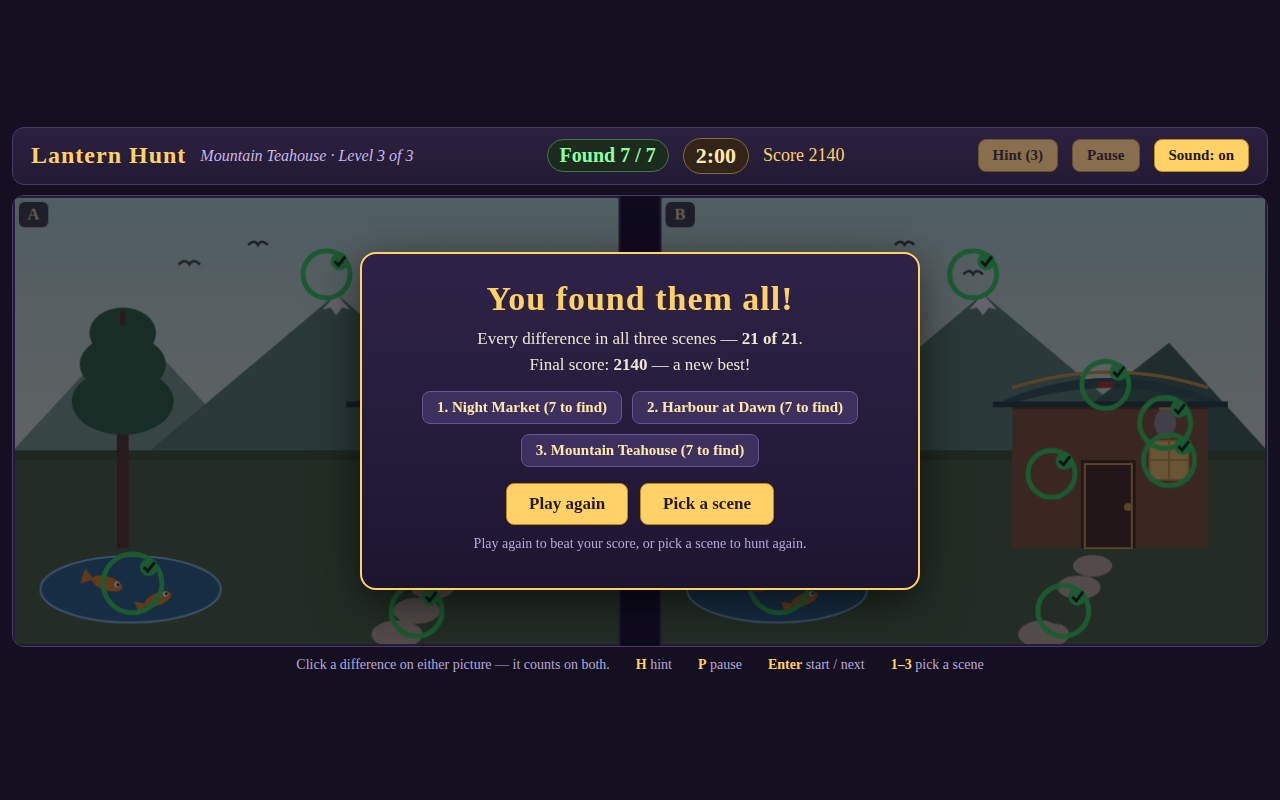 Lantern Hunt
Mountain Teahouse · Level 3 of 3
Found 7 / 7
2:00
Score 2140
Hint (3)
Pause
Sound: on
A
B
You found them all!
Every difference in all three scenes — 21 of 21.
Final score: 2140 — a new best!
1. Night Market (7 to find)
2. Harbour at Dawn (7 to find)
3. Mountain Teahouse (7 to find)
Play again
Pick a scene
Play again to beat your score, or pick a scene to hunt again.
Click a difference on either picture — it counts on both. H hint P pause Enter start / next 1–3 pick a scene